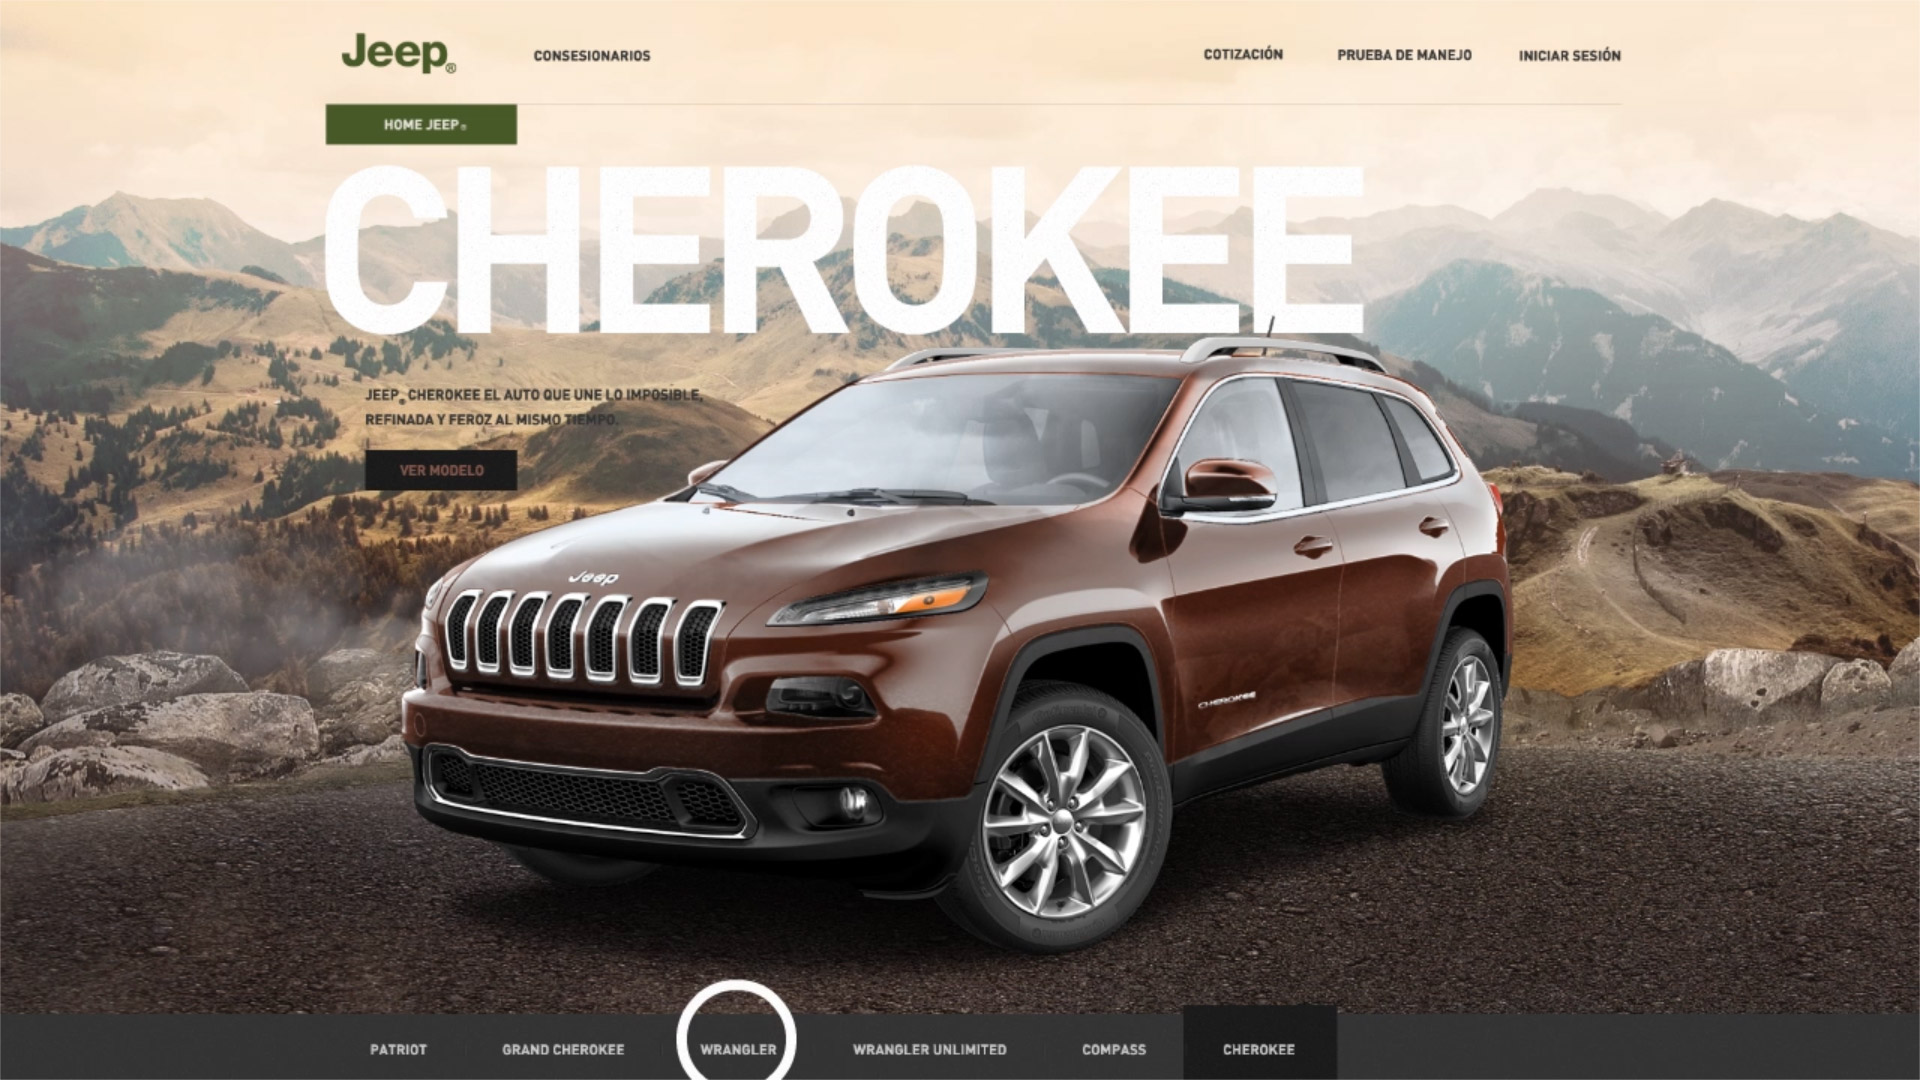 Jeep®
CONSESIONARIOS
COTIZACIÓN
PRUEBA DE MANEJO
INICIAR SESIÓN
HOME JEEP®
CHEROKEE
JEEP® CHEROKEE EL AUTO QUE UNE LO IMPOSIBLE,
REFINADA Y FEROZ AL MISMO TIEMPO.
VER MODELO
Jeep
CHEROKEE
PATRIOT
GRAND CHEROKEE
WRANGLER
WRANGLER UNLIMITED
COMPASS
CHEROKEE